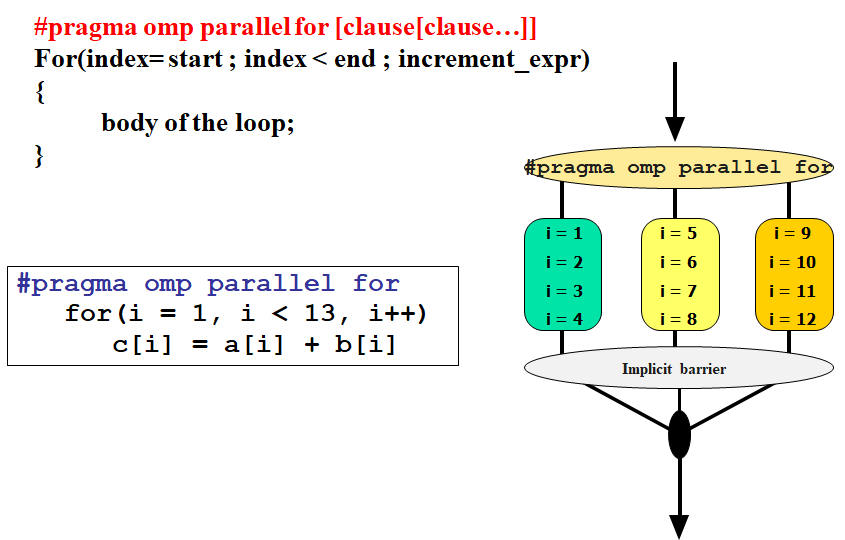 #pragma omp parallel for [clause[clause…]]
For(index= start ; index < end ; increment_expr)
{
body of the loop;
}
#pragma omp parallel for
for(i = 1, i < 13, i++)
c[i] = a[i] + b[i]
#pragma omp parallel for
i = 1
i = 2
i = 3
i = 4
i = 5
i = 6
i = 7
i = 8
i = 9
i = 10
i = 11
i = 12
Implicit barrier